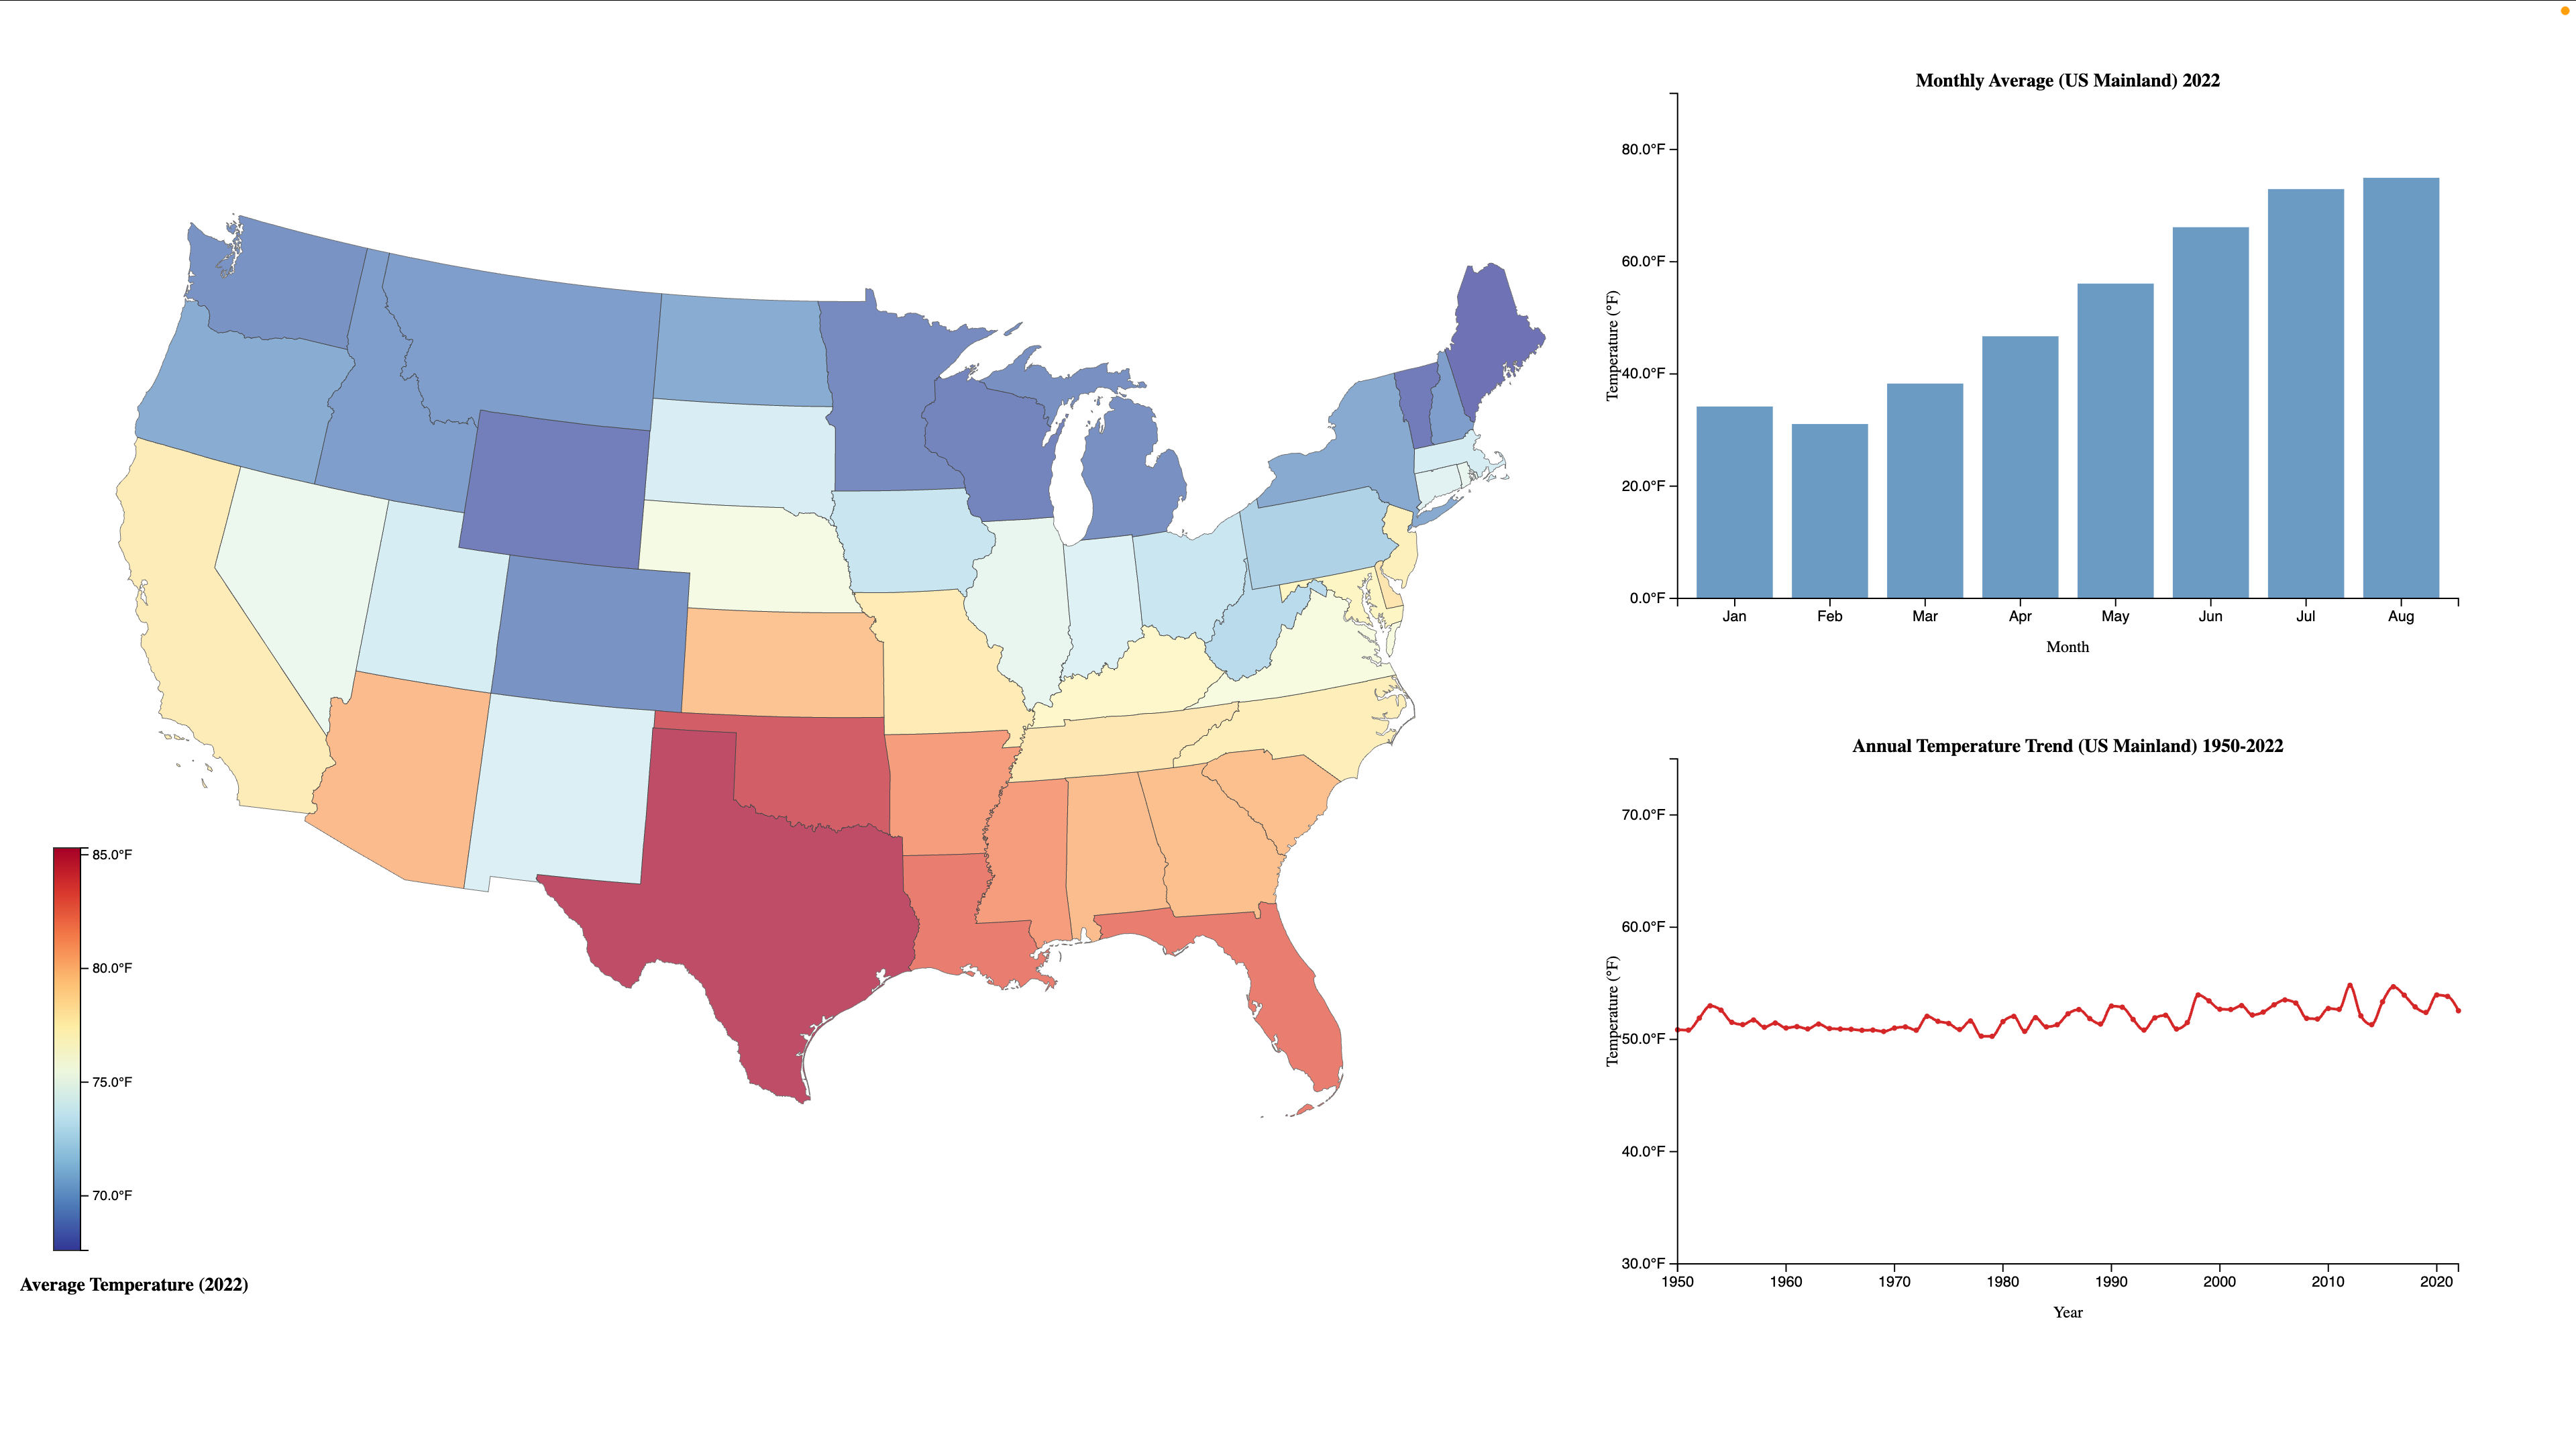 Monthly Average (US Mainland) 2022
80.0°F
60.0°F
40.0°F
20.0°F
0.0°F
Temperature (°F)
Jan Feb Mar Apr May Jun Jul Aug
Month
Annual Temperature Trend (US Mainland) 1950-2022
70.0°F
60.0°F
50.0°F
40.0°F
30.0°F
Temperature (°F)
1950 1960 1970 1980 1990 2000 2010 2020
Year
85.0°F
80.0°F
75.0°F
70.0°F
Average Temperature (2022)